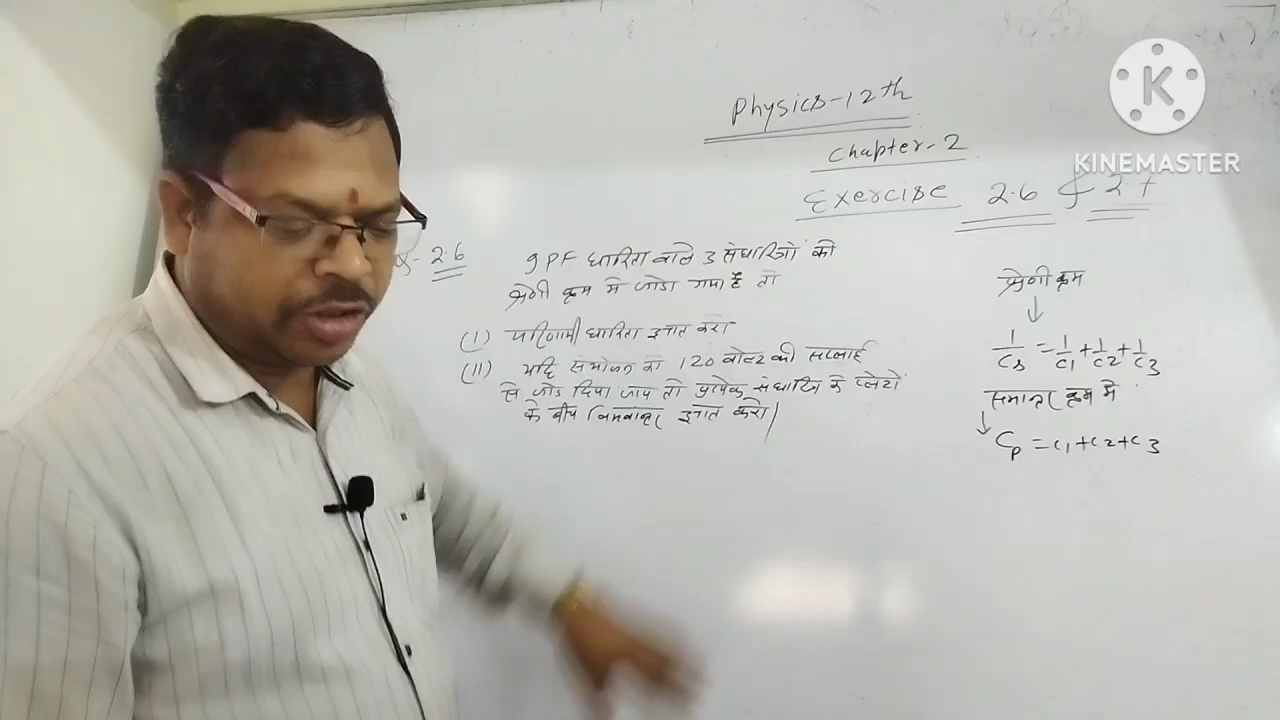 Physics-12th
Chapter-2
Exercise 2.6 & 2.7
K
KINEMASTER
Q- 2.6 9PF धारिता वाले 3 संधारित्रो को
श्रेणी क्रम मे जोडा गया है तो
(I) परिणामी धारिता ज्ञात करो
(II) यदि संयोजन को 120 वोल्ट की सप्लाई
से जोड दिया जाय तो प्रत्येक संधारित्र के प्लेटों
के बीच विभवान्तर ज्ञात करो।
श्रेणी क्रम
↓
1/Cs = 1/C1 + 1/C2 + 1/C3
समान्तर क्रम मे
↓
Cp = C1 + C2 + C3